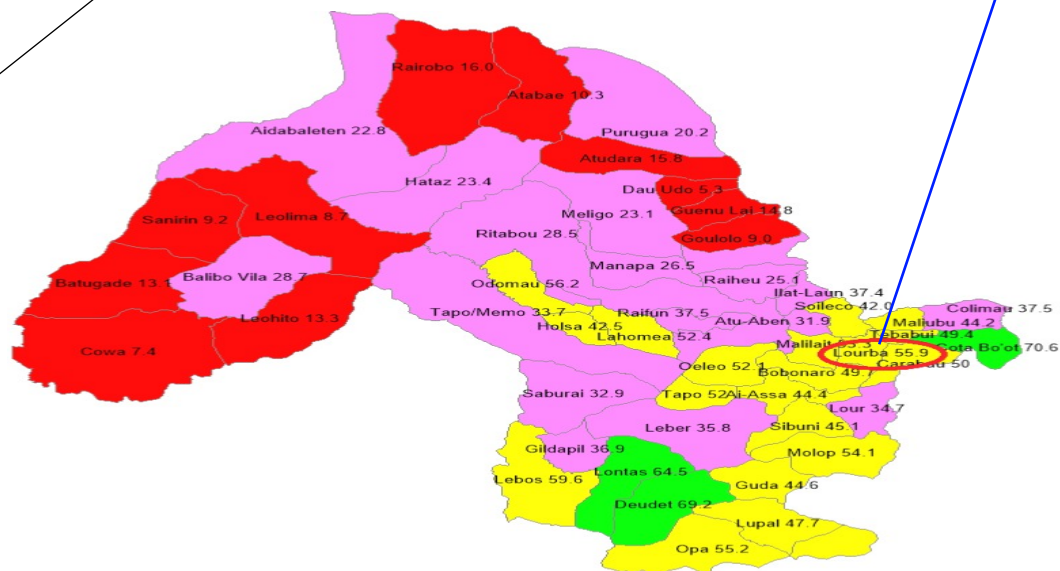 Rairobo 16.0
Atabae 10.3
Aidabaleten 22.8
Purugua 20.2
Atudara 15.8
Hataz 23.4
Dau Udo 5.3
Sanirin 9.2
Leolima 8.7
Meligo 23.1
Guenu Lai 14.8
Ritabou 28.5
Goulolo 9.0
Manapa 26.5
Batugade 13.1
Balibo Vila 28.7
Odomau 56.2
Raiheu 25.1
Ilat-Laun 37.4
Soileco 42.0
Colimau 37.5
Leohito 13.3
Tapo/Memo 33.7
Holsa 42.5
Raifun 37.5
Atu-Aben 31.9
Maliubu 44.2
Tebabui 49.4
Lahomea 52.4
Cowa 7.4
Malilait 53.3
Lourba 55.9
Cota Bo'ot 70.6
Oeleo 52.1
Carabau 50
Bobonaro 49.7
Saburai 32.9
Tapo 52
Ai-Assa 44.4
Lour 34.7
Leber 35.8
Sibuni 45.1
Gildapil 36.9
Molop 54.1
Lebos 59.6
Lontas 64.5
Guda 44.6
Deudet 69.2
Lupal 47.7
Opa 55.2